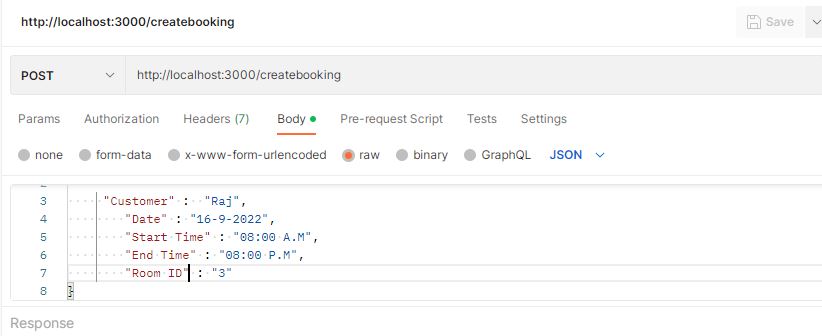 http://localhost:3000/createbooking
Save
POST http://localhost:3000/createbooking
Params Authorization Headers (7) Body Pre-request Script Tests Settings
none form-data x-www-form-urlencoded raw binary GraphQL JSON
3 "Customer" : "Raj",
4 "Date" : "16-9-2022",
5 "Start Time" : "08:00 A.M",
6 "End Time" : "08:00 P.M",
7 "Room ID" : "3"
8 }
Response